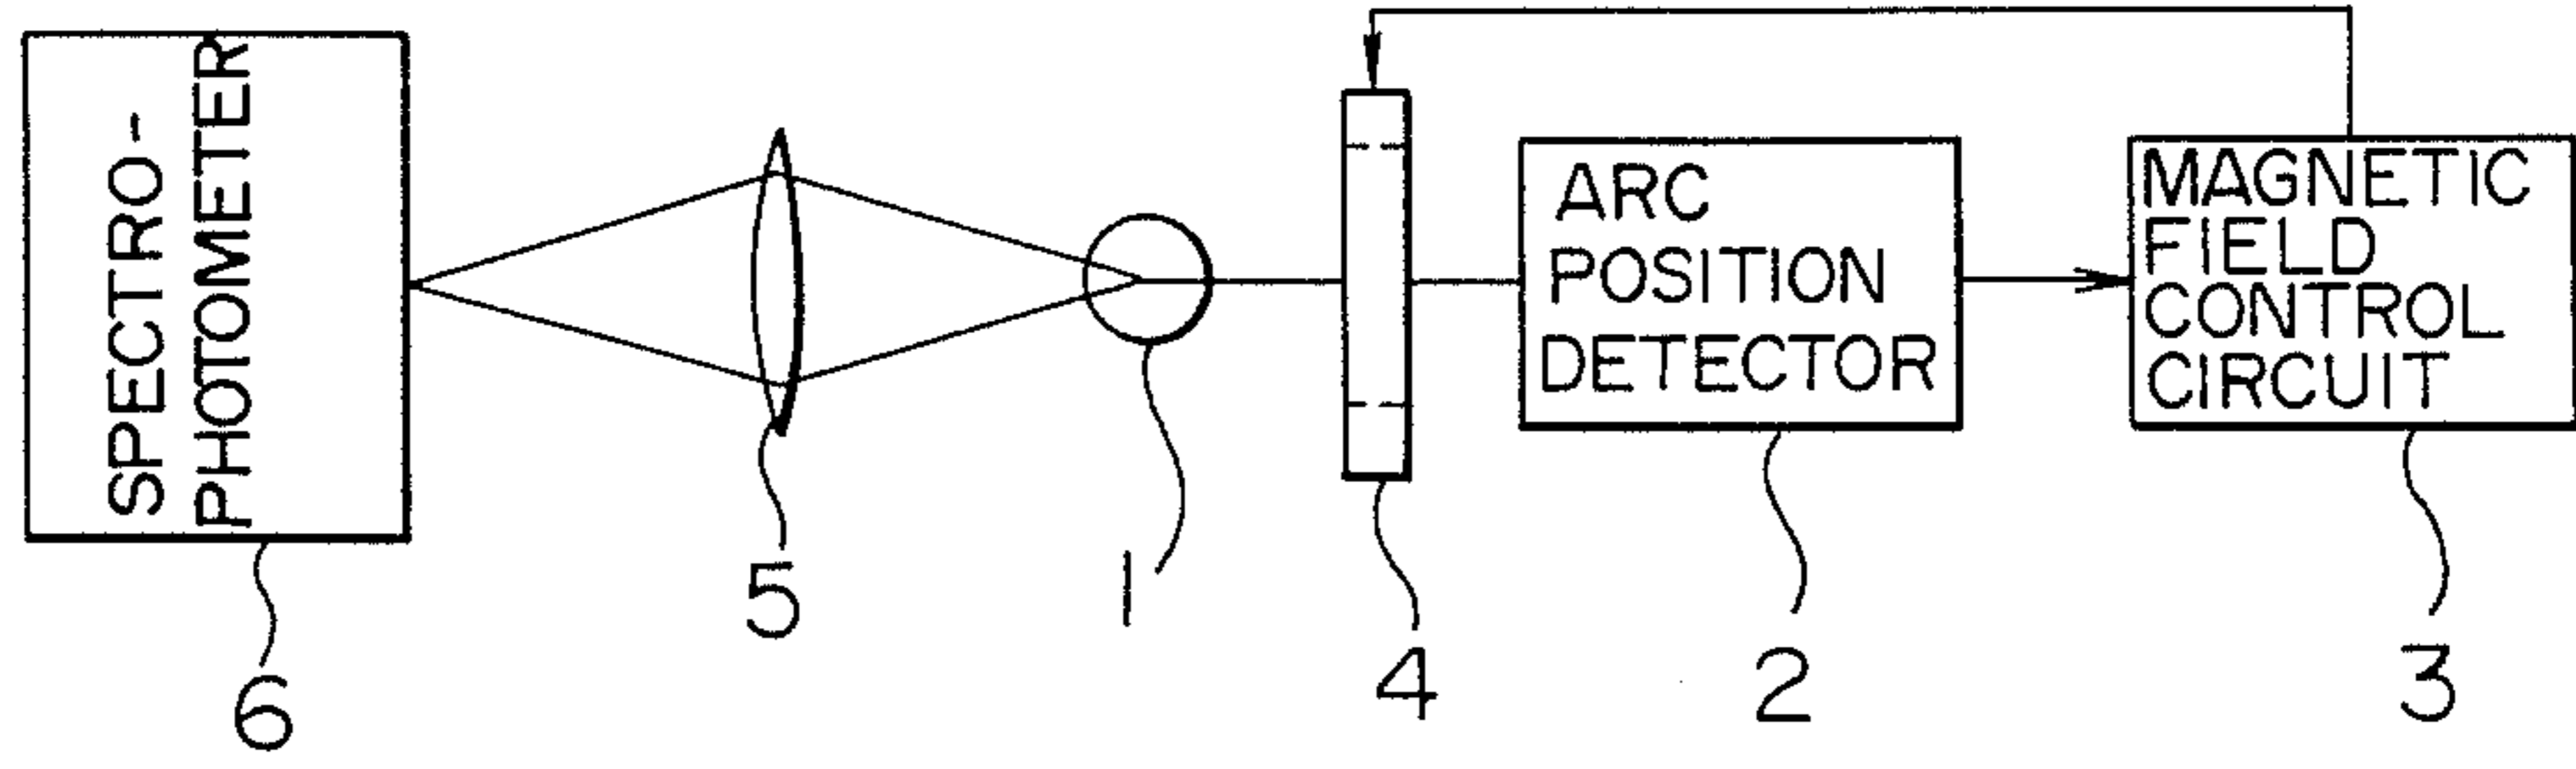 SPECTRO-
PHOTOMETER
ARC
POSITION
DETECTOR
MAGNETIC
FIELD
CONTROL
CIRCUIT
6
5
1
4
2
3